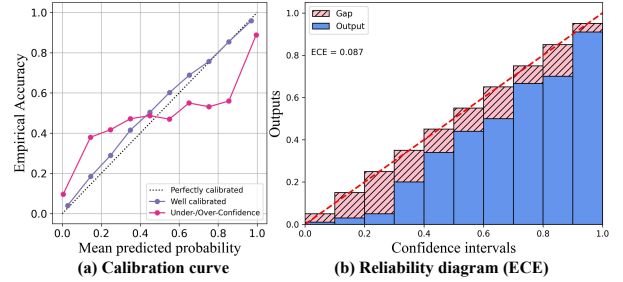 1.0
0.8
0.6
0.4
0.2
0.0
Empirical Accuracy
Perfectly calibrated
Well calibrated
Under/Over-Confidence
0.0 0.2 0.4 0.6 0.8 1.0
Mean predicted probability
(a) Calibration curve
Gap
Output
ECE = 0.087
1.0
0.8
0.6
0.4
0.2
0.0
Outputs
0.0 0.2 0.4 0.6 0.8 1.0
Confidence intervals
(b) Reliability diagram (ECE)